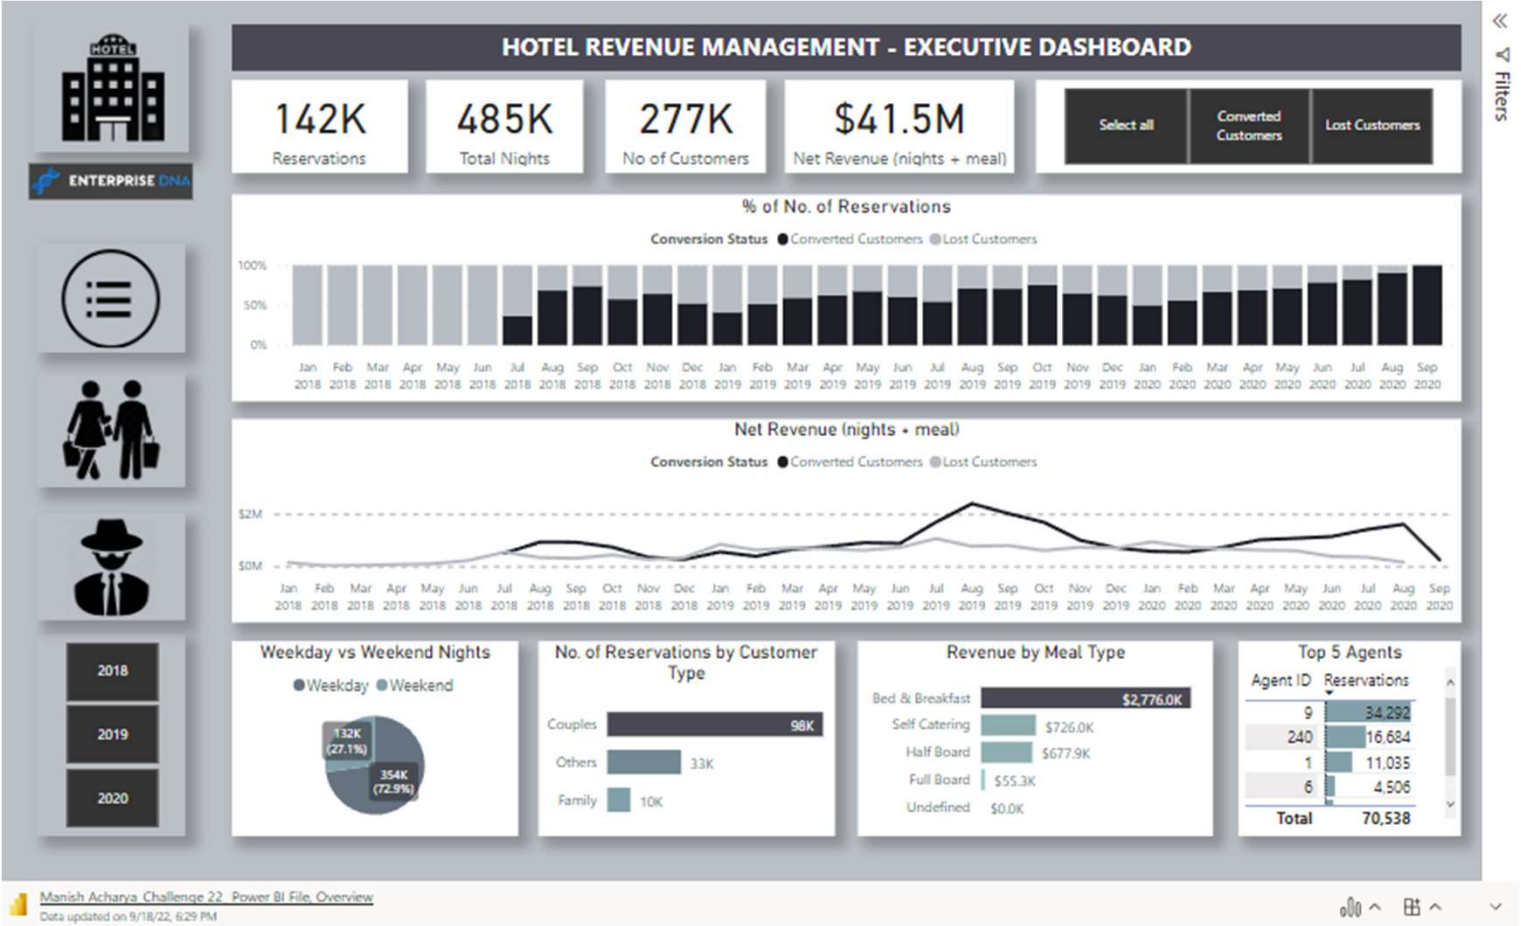 HOTEL
ENTERPRISE DNA
HOTEL REVENUE MANAGEMENT - EXECUTIVE DASHBOARD
142K
Reservations
485K
Total Nights
277K
No of Customers
$41.5M
Net Revenue (nights + meal)
Select all
Converted
Customers
Lost Customers
Filters
% of No. of Reservations
Conversion Status Converted Customers Lost Customers
100%
50%
0%
Jan Feb Mar Apr May Jun Jul Aug Sep Oct Nov Dec Jan Feb Mar Apr May Jun Jul Aug Sep Oct Nov Dec Jan Feb Mar Apr May Jun Jul Aug Sep
2018 2018 2018 2018 2018 2018 2018 2018 2018 2018 2018 2018 2019 2019 2019 2019 2019 2019 2019 2019 2019 2019 2019 2019 2020 2020 2020 2020 2020 2020 2020 2020 2020
Net Revenue (nights + meal)
Conversion Status Converted Customers Lost Customers
$2M
$0M
Jan Feb Mar Apr May Jun Jul Aug Sep Oct Nov Dec Jan Feb Mar Apr May Jun Jul Aug Sep Oct Nov Dec Jan Feb Mar Apr May Jun Jul Aug Sep
2018 2018 2018 2018 2018 2018 2018 2018 2018 2018 2018 2018 2019 2019 2019 2019 2019 2019 2019 2019 2019 2019 2019 2019 2020 2020 2020 2020 2020 2020 2020 2020 2020
2018
2019
2020
Weekday vs Weekend Nights
Weekday Weekend
132K
(27.1%)
354K
(72.9%)
No. of Reservations by Customer
Type
Couples 98K
Others 33K
Family 10K
Revenue by Meal Type
Bed & Breakfast $2,776.0K
Self Catering $726.0K
Half Board $677.9K
Full Board $55.3K
Undefined $0.0K
Top 5 Agents
Agent ID Reservations
9 34,292
240 16,684
1 11,035
6 4,506
Total 70,538
Manish Acharya_Challenge 22_ Power BI File, Overview
Data updated on 9/18/22, 6:29 PM